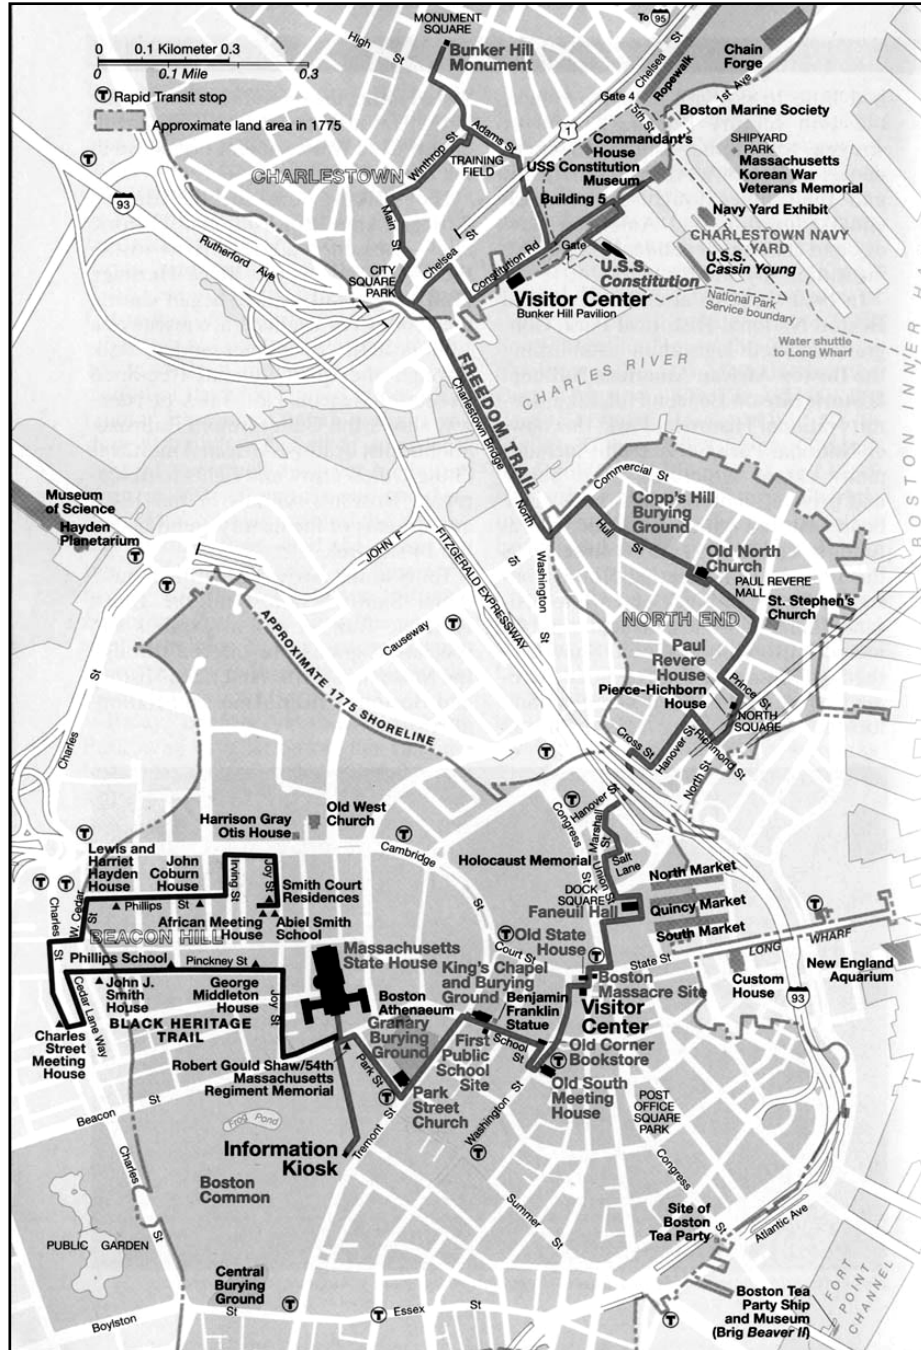 MONUMENT
SQUARE
To 95
High St
Bunker Hill
Monument
0 0.1 Kilometer 0.3
0 0.1 Mile 0.3
T Rapid Transit stop
Approximate land area in 1775
Chelsea St
Ropewalk
Chain
Forge
1st Ave
Gate 4
5th St
Boston Marine Society
1
Commandant's
House
SHIPYARD
PARK
Massachusetts
Korean War
Veterans Memorial
Adams St
Winthrop St
TRAINING
FIELD
USS Constitution
Museum
Building 5
CHARLESTOWN
T
93
Navy Yard Exhibit
CHARLESTOWN NAVY
YARD
Main St
Rutherford Ave
Chelsea St
Constitution Rd
Gate
1
U.S.S.
Constitution
U.S.S.
Cassin Young
CITY
SQUARE
PARK
Visitor Center
Bunker Hill Pavilion
National Park
Service boundary
Water shuttle
to Long Wharf
BOSTON INNER H
FREEDOM TRAIL
Charlestown Bridge
CHARLES RIVER
Commercial St
Copp's Hill
Burying
Ground
Hull St
Museum
of Science
Hayden
Planetarium
T
T
JOHN F.
FITZGERALD EXPRESSWAY
North St
Washington St
Old North
Church
PAUL REVERE
MALL
St. Stephen's
Church
NORTH END
Causeway
T
APPROXIMATE 1775 SHORELINE
Paul
Revere
House
Pierce-Hichborn
House
Prince St
NORTH
SQUARE
Charles St
Cross St
Hanover St
Richmond St
North St
T
T
Hanover St
Congress St
Marshall St
Harrison Gray
Otis House
Old West
Church
Cambridge St
Holocaust Memorial
Salt
Lane
Union St
T
T T
Lewis and
Harriet
Hayden
House
John
Coburn
House
Irving St
Joy St
Smith Court
Residences
DOCK
SQUARE
North Market
Quincy Market
South Market
Faneuil Hall
T
Charles St
W. Cedar St
Phillips St
African Meeting
House
Abiel Smith
School
BEACON HILL
T
Old State
House
Court St
T
State St
LONG WHARF
Phillips School
Pinckney St
Massachusetts
State House
King's Chapel
and Burying
Ground
Boston
Massacre Site
Visitor
Center
Custom
House
New England
Aquarium
93
John J.
Smith
House
George
Middleton
House
Joy St
Boston
Athenaeum
Benjamin
Franklin
Statue
Cedar Lane Way
BLACK HERITAGE
TRAIL
Granary
Burying
Ground
First
Public
School
Site
School St
Old Corner
Bookstore
Charles
Street
Meeting
House
Robert Gould Shaw/54th
Massachusetts
Regiment Memorial
Park St
T
Park
Street
Church
T
Old South
Meeting
House
Washington St
POST
OFFICE
SQUARE
PARK
Beacon St
Frog Pond
Tremont St
Information
Kiosk
T
Boston
Common
Charles St
Summer St
Congress St
Site of
Boston
Tea Party
Atlantic Ave
PUBLIC GARDEN
Central
Burying
Ground
T
Boylston St
T
Essex St
T
Boston Tea
Party Ship
and Museum
(Brig Beaver II)
FORT
POINT
CHANNEL